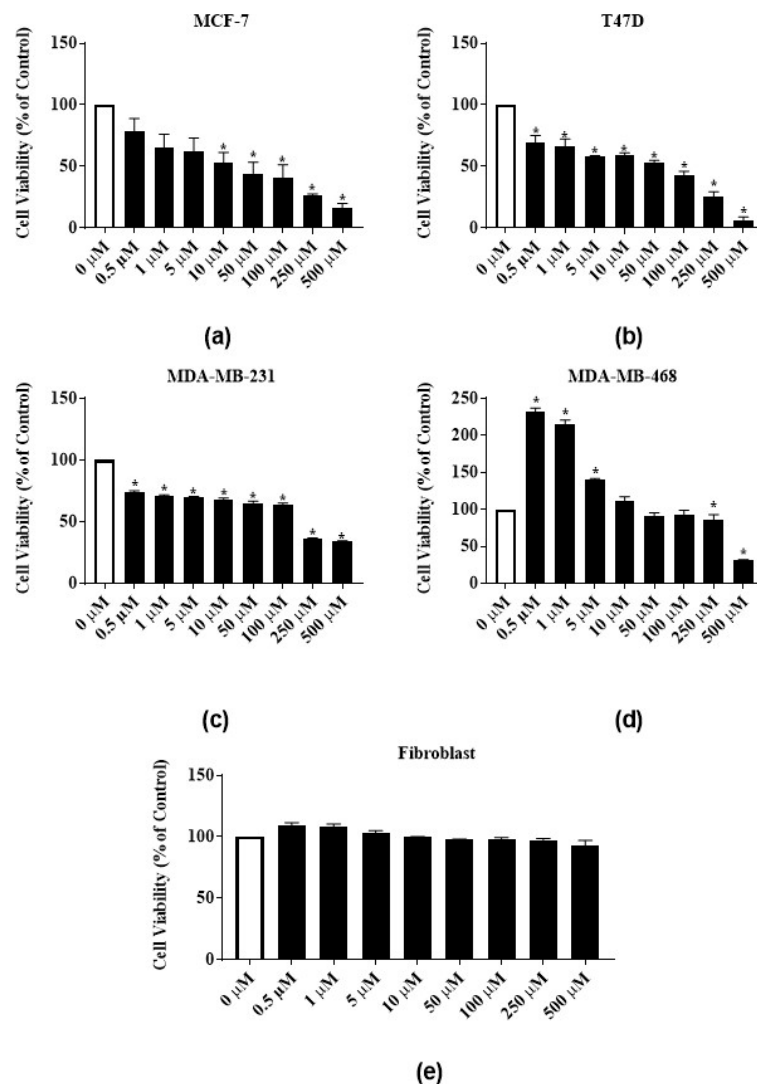 MCF-7
Cell Viability (% of Control)
150
100
50
0
* * * * *
0 µM 0.5 µM 1 µM 5 µM 10 µM 50 µM 100 µM 250 µM 500 µM
(a)
T47D
Cell Viability (% of Control)
150
100
50
0
* * * * * * * *
0 µM 0.5 µM 1 µM 5 µM 10 µM 50 µM 100 µM 250 µM 500 µM
(b)
MDA-MB-231
Cell Viability (% of Control)
150
100
50
0
* * * * * * * *
0 µM 0.5 µM 1 µM 5 µM 10 µM 50 µM 100 µM 250 µM 500 µM
(c)
MDA-MB-468
Cell Viability (% of Control)
250
200
150
100
50
0
* * * * *
0 µM 0.5 µM 1 µM 5 µM 10 µM 50 µM 100 µM 250 µM 500 µM
(d)
Fibroblast
Cell Viability (% of Control)
150
100
50
0
0 µM 0.5 µM 1 µM 5 µM 10 µM 50 µM 100 µM 250 µM 500 µM
(e)